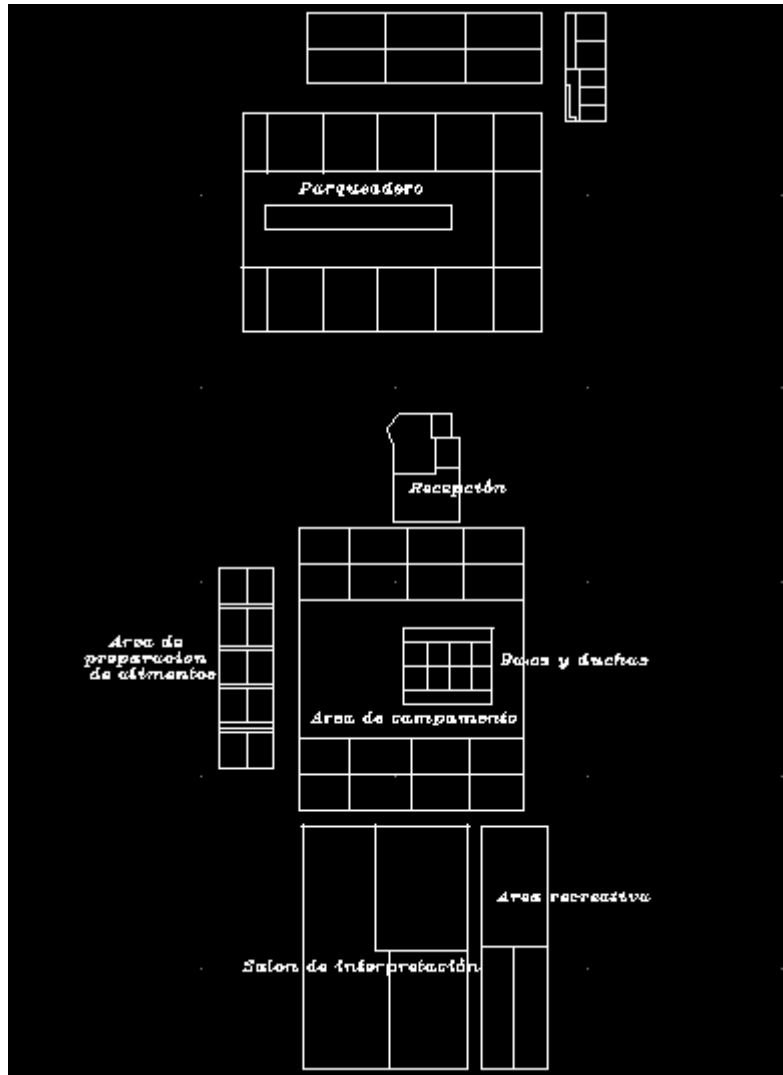 Parqueadero
Recepción
Area de
preparacion
de alimentos
Baños y duchas
Area de campamento
Area recreativa
Salon de interpretación